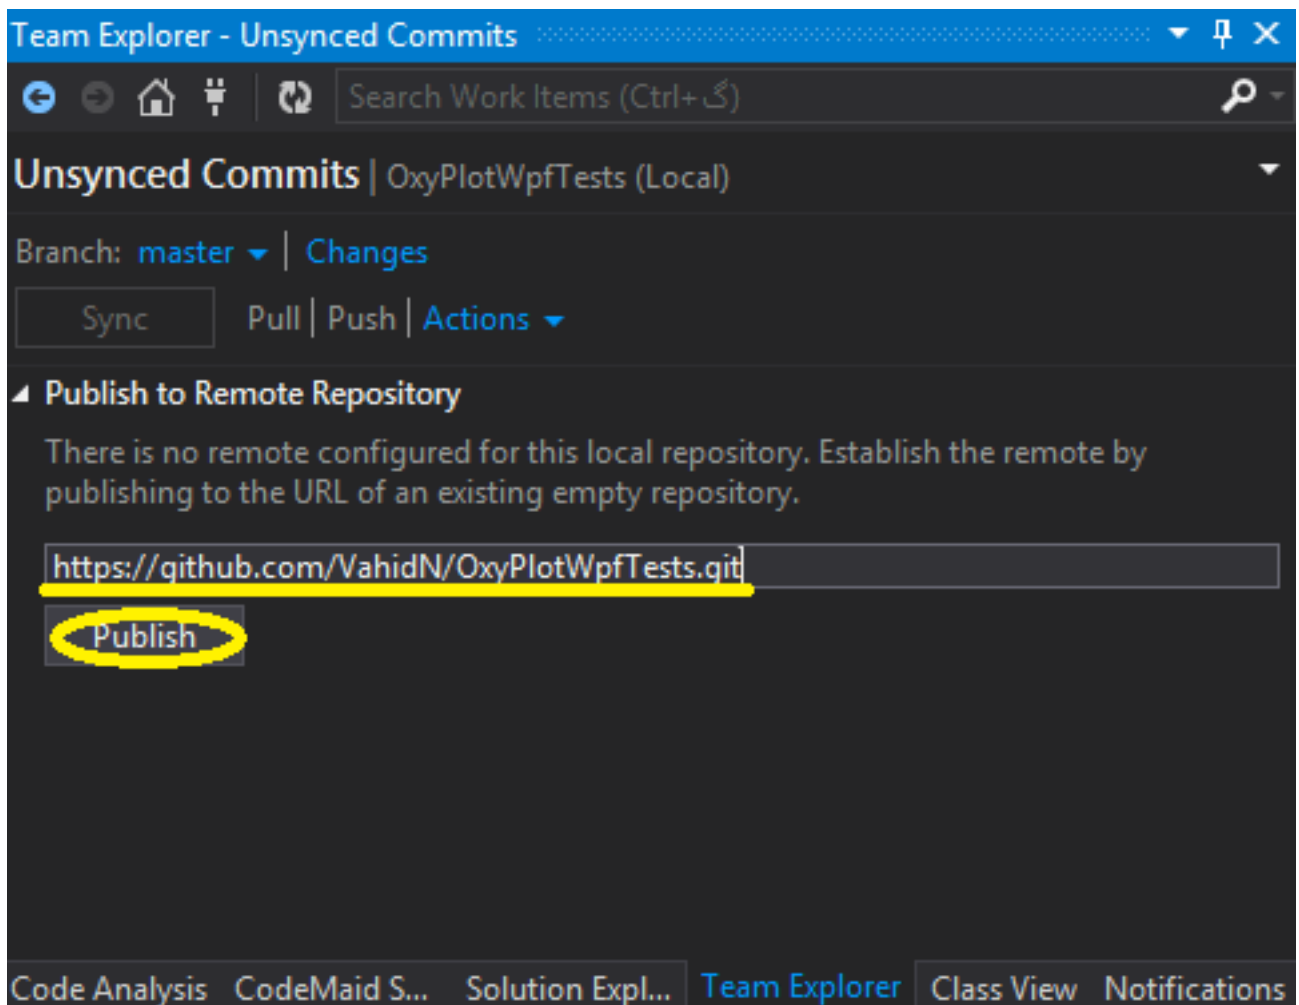 Team Explorer - Unsynced Commits
Search Work Items (Ctrl+گ)
Unsynced Commits | OxyPlotWpfTests (Local)
Branch: master | Changes
Sync Pull | Push | Actions
Publish to Remote Repository
There is no remote configured for this local repository. Establish the remote by
publishing to the URL of an existing empty repository.
https://github.com/VahidN/OxyPlotWpfTests.git
Publish
Code Analysis CodeMaid S... Solution Expl... Team Explorer Class View Notifications